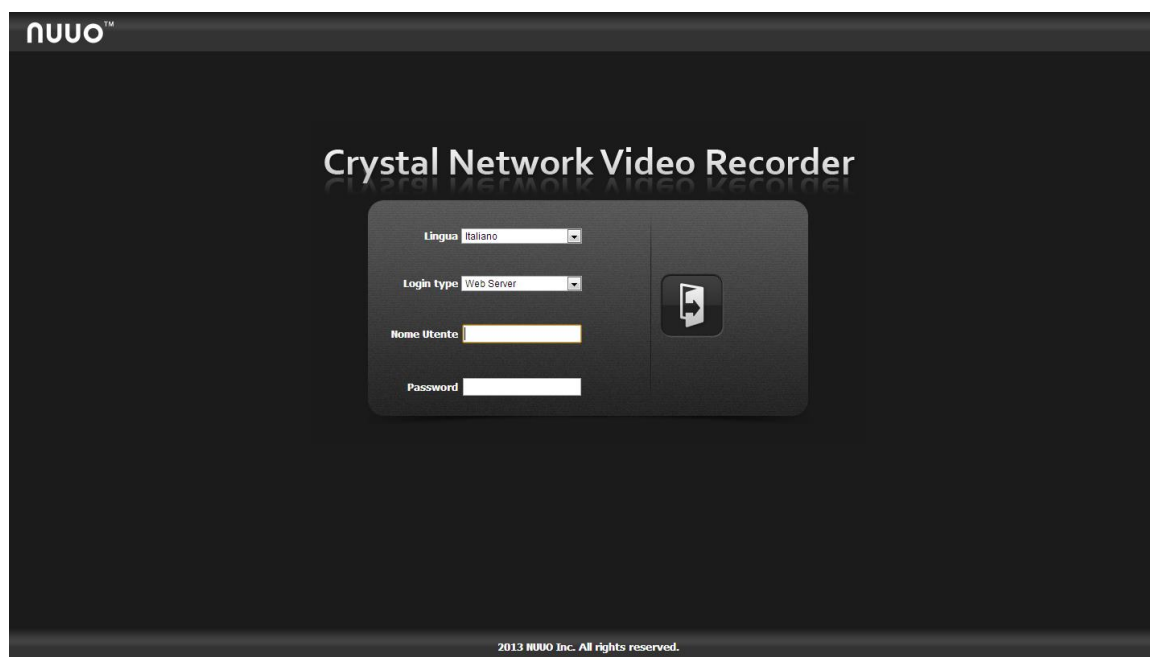 nuuo™
Crystal Network Video Recorder
Lingua Italiano
Login type Web Server
Nome Utente
Password
2013 NUUO Inc. All rights reserved.